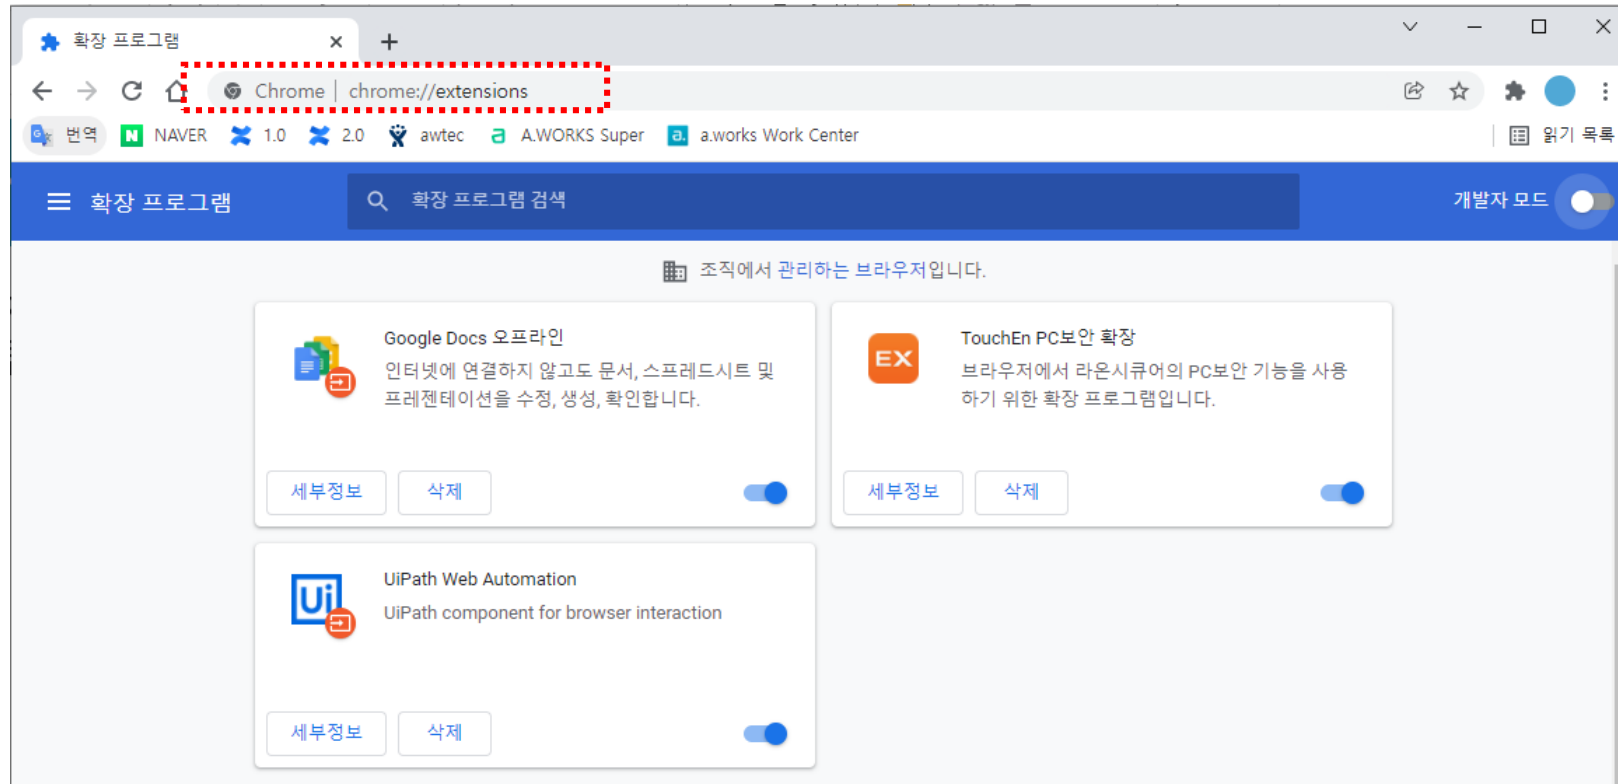 확장 프로그램
Chrome | chrome://extensions
번역 NAVER 1.0 2.0 awtec A.WORKS Super a.works Work Center 읽기 목록
확장 프로그램 확장 프로그램 검색 개발자 모드
조직에서 관리하는 브라우저입니다.
Google Docs 오프라인
인터넷에 연결하지 않고도 문서, 스프레드시트 및
프레젠테이션을 수정, 생성, 확인합니다.
세부정보 삭제
EX
TouchEn PC보안 확장
브라우저에서 라온시큐어의 PC보안 기능을 사용
하기 위한 확장 프로그램입니다.
세부정보 삭제
Ui
UiPath Web Automation
UiPath component for browser interaction
세부정보 삭제